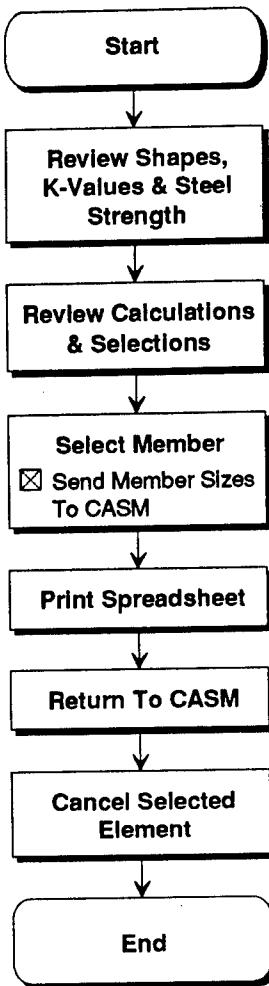 Start
Review Shapes,
K-Values & Steel
Strength
Review Calculations
& Selections
Select Member
☒ Send Member Sizes
To CASM
Print Spreadsheet
Return To CASM
Cancel Selected
Element
End